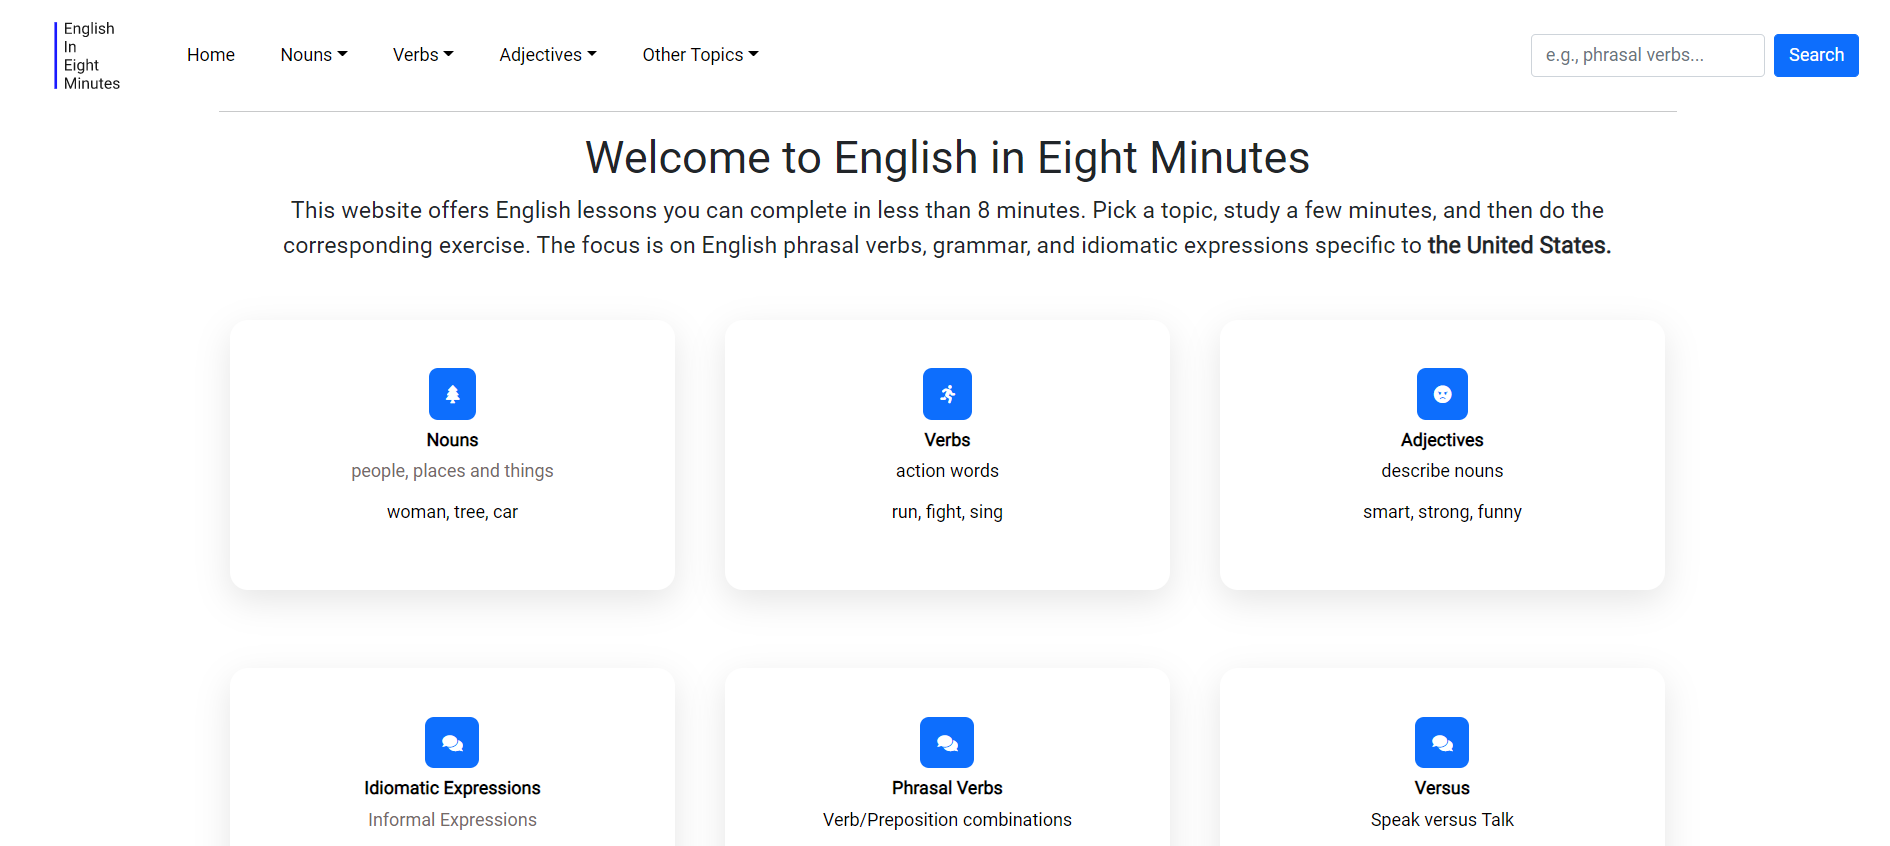 English
In
Eight
Minutes
Home Nouns Verbs Adjectives Other Topics e.g., phrasal verbs... Search
Welcome to English in Eight Minutes
This website offers English lessons you can complete in less than 8 minutes. Pick a topic, study a few minutes, and then do the
corresponding exercise. The focus is on English phrasal verbs, grammar, and idiomatic expressions specific to the United States.
Nouns
people, places and things
woman, tree, car
Verbs
action words
run, fight, sing
Adjectives
describe nouns
smart, strong, funny
Idiomatic Expressions
Informal Expressions
Phrasal Verbs
Verb/Preposition combinations
Versus
Speak versus Talk